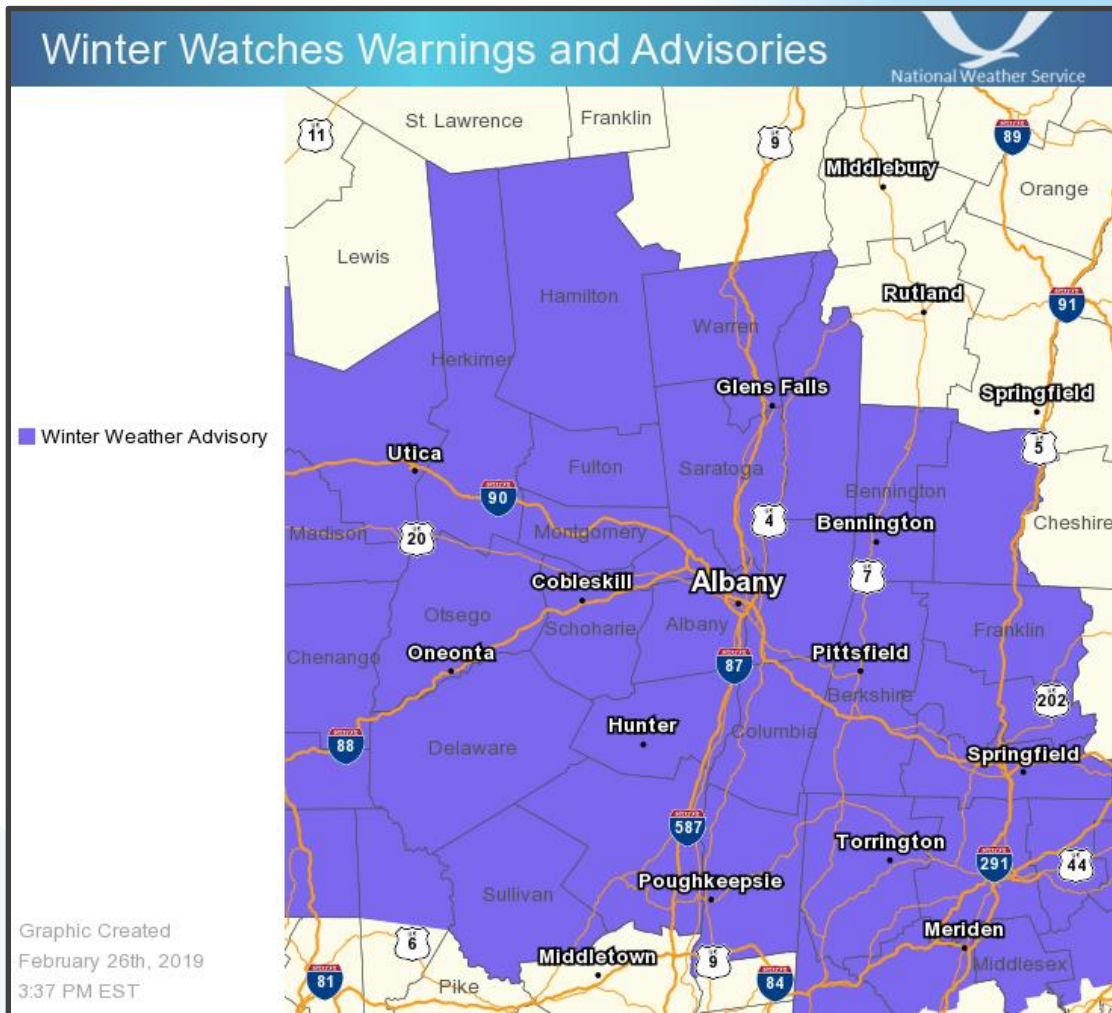 Winter Watches Warnings and Advisories
National Weather Service
St. Lawrence
Franklin
11
9
89
Middlebury
Orange
Lewis
Hamilton
Rutland
91
Warren
Herkimer
Glens Falls
Springfield
Winter Weather Advisory
5
Utica
Fulton
Saratoga
90
Bennington
4
Bennington
Cheshire
Madison
20
Montgomery
7
Cobleskill
Albany
Otsego
Schoharie
Albany
Franklin
Chenango
Oneonta
87
Pittsfield
Berkshire
202
Hunter
Columbia
88
Delaware
Springfield
587
Torrington
291
44
Poughkeepsie
Sullivan
Meriden
Graphic Created
6
Middletown
9
Middlesex
February 26th, 2019
81
Pike
84
3:37 PM EST